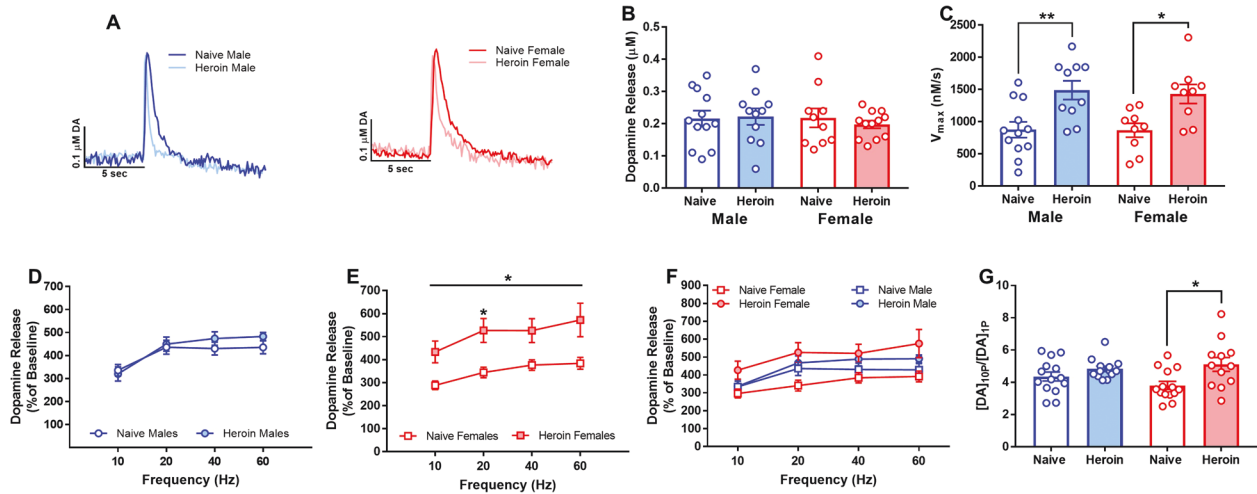 A
Naive Male
Heroin Male
0.1 µM DA
5 sec
Naive Female
Heroin Female
0.1 µM DA
5 sec
B
Dopamine Release (µM)
0.5
0.4
0.3
0.2
0.1
0.0
Naive Heroin Naive Heroin
Male Female
C
Vmax (nM/s)
2500
2000
1500
1000
500
0
** *
Naive Heroin Naive Heroin
Male Female
D
Dopamine Release
(% of Baseline)
700
600
500
400
300
200
100
Naive Males Heroin Males
10 20 40 60
Frequency (Hz)
E
Dopamine Release
(% of Baseline)
700
600
500
400
300
200
100
*
*
Naive Females Heroin Females
10 20 40 60
Frequency (Hz)
F
Dopamine Release
(% of Baseline)
900
800
700
600
500
400
300
200
100
0
Naive Female Naive Male
Heroin Female Heroin Male
10 20 40 60
Frequency (Hz)
G
[DA]10P/[DA]1P
10
8
6
4
2
0
*
Naive Heroin Naive Heroin